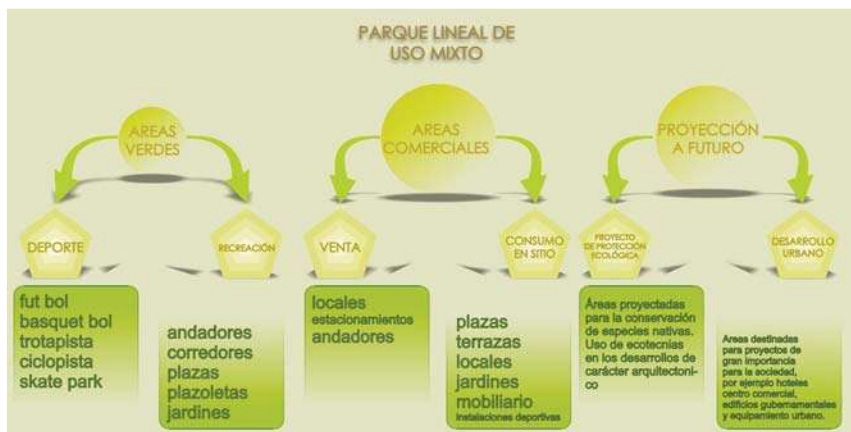 PARQUE LINEAL DE
USO MIXTO
AREAS
VERDES
AREAS
COMERCIALES
PROYECCIÓN
A FUTURO
DEPORTE
RECREACIÓN
VENTA
CONSUMO
EN SITIO
PROYECTO
DE PROTECCIÓN
ECOLÓGICA
DESARROLLO
URBANO
fut bol
basquet bol
trotapista
ciclopista
skate park
andadores
corredores
plazas
plazoletas
jardines
locales
estacionamientos
andadores
plazas
terrazas
locales
jardines
mobiliario
instalaciones deportivas
Áreas proyectadas
para la conservación
de especies nativas.
Uso de ecotecnias
en los desarrollos de
carácter arquitectoni-
co
Areas destinadas
para proyectos de
gran importancia
para la sociedad,
por ejemplo hoteles
centro comercial,
edificios gubernamentales
y equipamiento urbano.